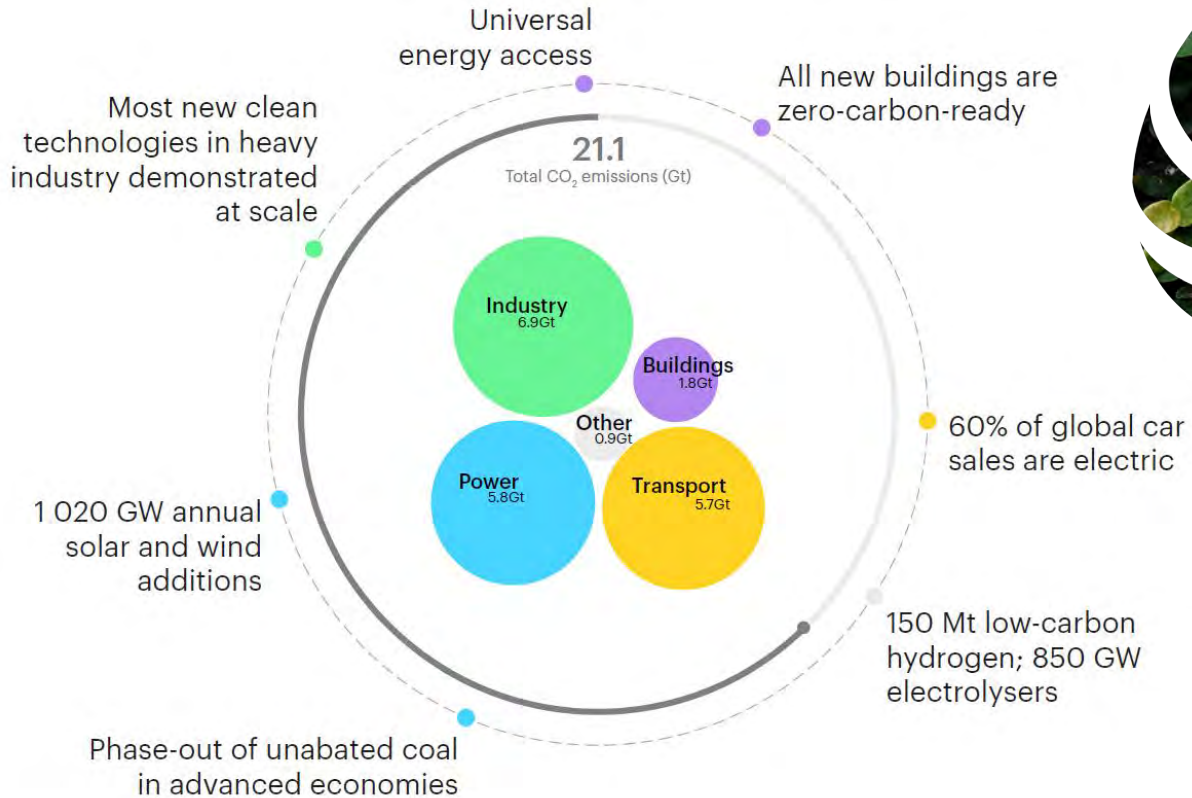 Universal
energy access
All new buildings are
zero-carbon-ready
Most new clean
technologies in heavy
industry demonstrated
at scale
21.1
Total CO₂ emissions (Gt)
Industry
6.9Gt
Buildings
1.8Gt
Other
0.9Gt
Power
5.8Gt
Transport
5.7Gt
60% of global car
sales are electric
1 020 GW annual
solar and wind
additions
150 Mt low-carbon
hydrogen; 850 GW
electrolysers
Phase-out of unabated coal
in advanced economies